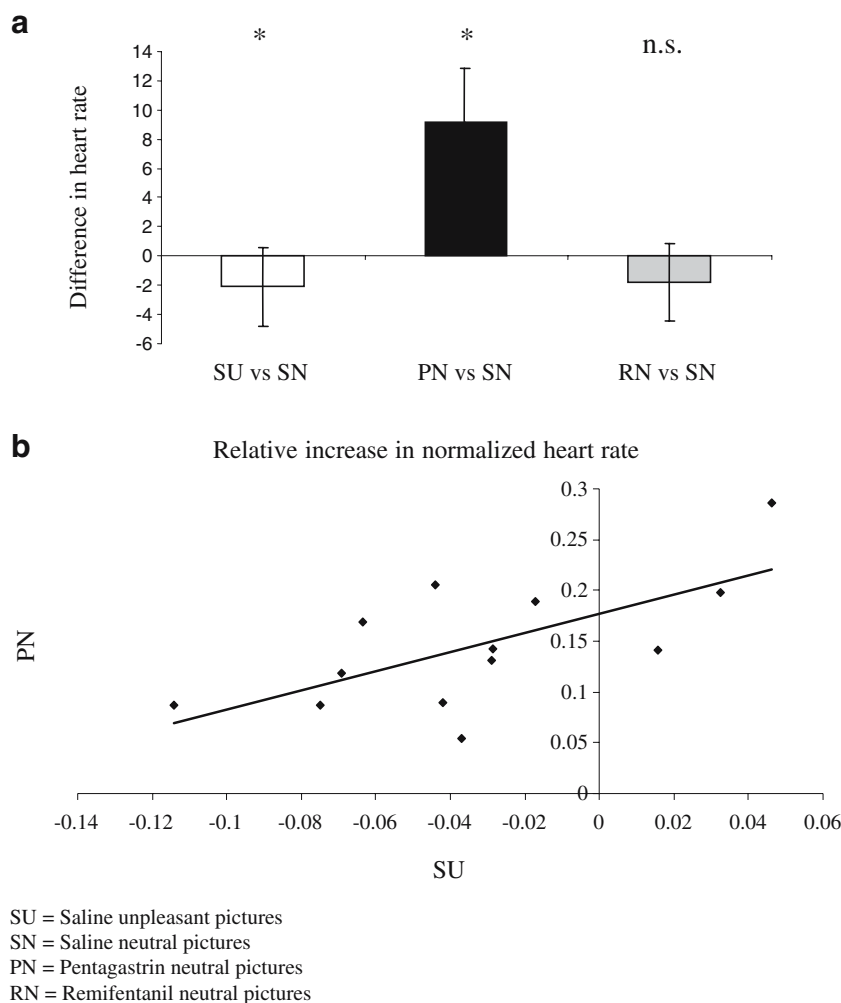 a
* * n.s.
Difference in heart rate
14
12
10
8
6
4
2
0
-2
-4
-6
SU vs SN PN vs SN RN vs SN
b
Relative increase in normalized heart rate
PN
0.3
0.25
0.2
0.15
0.1
0.05
0
-0.14 -0.12 -0.1 -0.08 -0.06 -0.04 -0.02 0 0.02 0.04 0.06
SU
SU = Saline unpleasant pictures
SN = Saline neutral pictures
PN = Pentagastrin neutral pictures
RN = Remifentanil neutral pictures